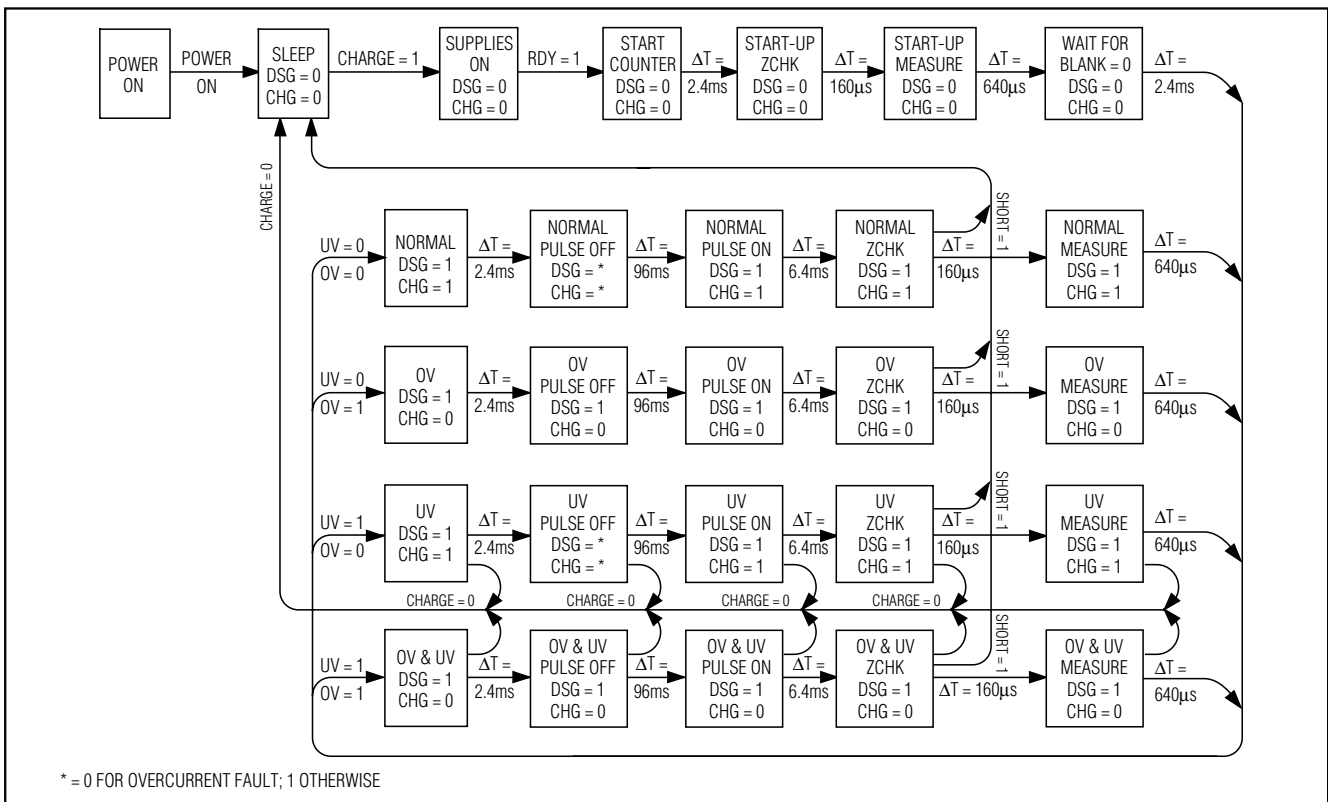 POWER
ON
POWER
ON
SLEEP
DSG = 0
CHG = 0
CHARGE = 1
SUPPLIES
ON
DSG = 0
CHG = 0
RDY = 1
START
COUNTER
DSG = 0
CHG = 0
ΔT =
2.4ms
START-UP
ZCHK
DSG = 0
CHG = 0
ΔT =
160µs
START-UP
MEASURE
DSG = 0
CHG = 0
ΔT =
640µs
WAIT FOR
BLANK = 0
DSG = 0
CHG = 0
ΔT =
2.4ms
CHARGE = 0
UV = 0
OV = 0
NORMAL
DSG = 1
CHG = 1
ΔT =
2.4ms
NORMAL
PULSE OFF
DSG = *
CHG = *
ΔT =
96ms
NORMAL
PULSE ON
DSG = 1
CHG = 1
ΔT =
6.4ms
NORMAL
ZCHK
DSG = 1
CHG = 1
SHORT = 1
ΔT =
160µs
NORMAL
MEASURE
DSG = 1
CHG = 1
ΔT =
640µs
UV = 0
OV = 1
OV
DSG = 1
CHG = 0
ΔT =
2.4ms
OV
PULSE OFF
DSG = 1
CHG = 0
ΔT =
96ms
OV
PULSE ON
DSG = 1
CHG = 0
ΔT =
6.4ms
OV
ZCHK
DSG = 1
CHG = 0
SHORT = 1
ΔT =
160µs
OV
MEASURE
DSG = 1
CHG = 0
ΔT =
640µs
UV = 1
OV = 0
UV
DSG = 1
CHG = 1
ΔT =
2.4ms
UV
PULSE OFF
DSG = *
CHG = *
ΔT =
96ms
UV
PULSE ON
DSG = 1
CHG = 1
ΔT =
6.4ms
UV
ZCHK
DSG = 1
CHG = 1
SHORT = 1
ΔT =
160µs
UV
MEASURE
DSG = 1
CHG = 1
ΔT =
640µs
CHARGE = 0
CHARGE = 0
CHARGE = 0
CHARGE = 0
UV = 1
OV = 1
OV & UV
DSG = 1
CHG = 0
ΔT =
2.4ms
OV & UV
PULSE OFF
DSG = 1
CHG = 0
ΔT =
96ms
OV & UV
PULSE ON
DSG = 1
CHG = 0
ΔT =
6.4ms
OV & UV
ZCHK
DSG = 1
CHG = 0
SHORT = 1
ΔT = 160µs
OV & UV
MEASURE
DSG = 1
CHG = 0
ΔT =
640µs
* = 0 FOR OVERCURRENT FAULT; 1 OTHERWISE